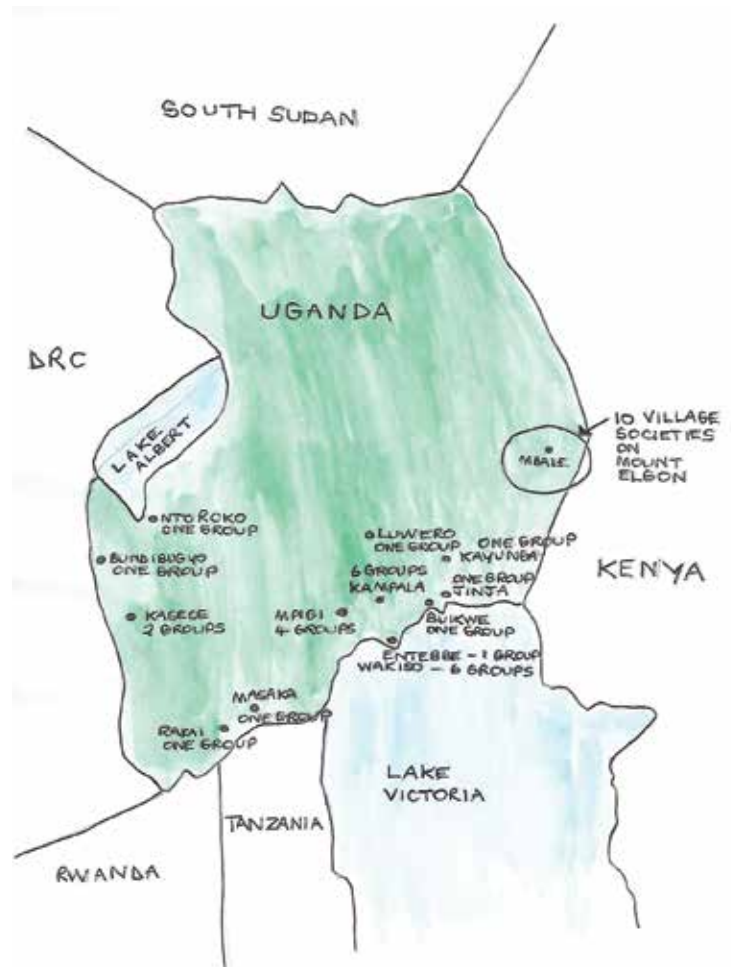 SOUTH SUDAN
UGANDA
DRC
LAKE
ALBERT
10 VILLAGE
SOCIETIES
ON
MOUNT
ELGON
MBALE
NTOROKO
ONE GROUP
BUNDIBUGYO
ONE GROUP
KASESE
2 GROUPS
LUWERO
ONE GROUP
ONE GROUP
KAYUNGA
6 GROUPS
KAMPALA
ONE GROUP
JINJA
KENYA
MPIGI
4 GROUPS
BUIKWE
ONE GROUP
ENTEBBE - 1 GROUP
WAKISO - 6 GROUPS
MASAKA
ONE GROUP
RAKAI
ONE GROUP
LAKE
VICTORIA
TANZANIA
RWANDA